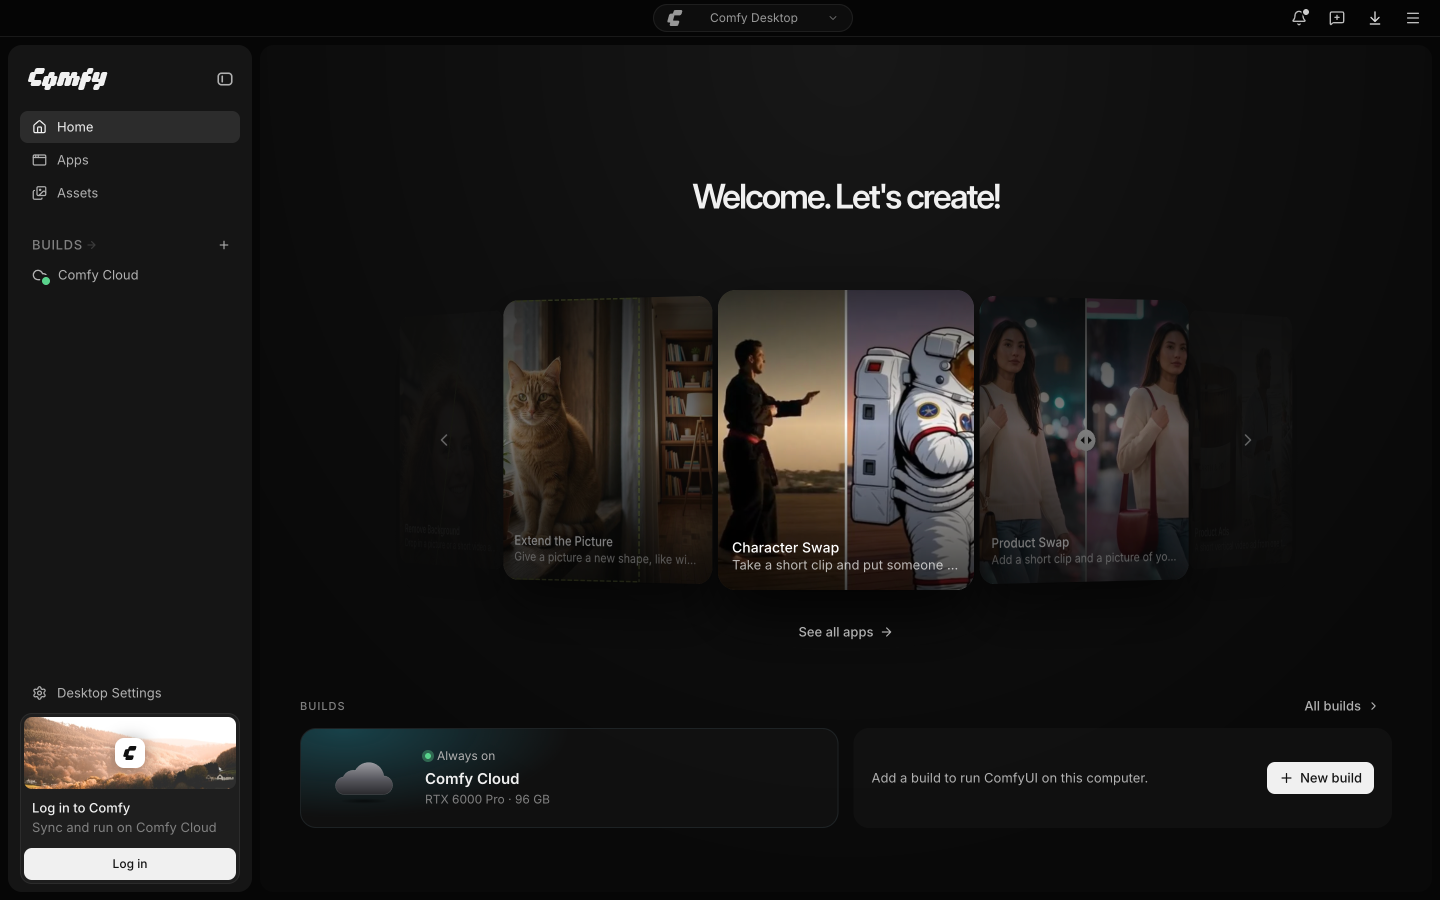 Comfy Desktop
Comfy
Home
Apps
Assets
BUILDS
Comfy Cloud
Desktop Settings
Log in to Comfy
Sync and run on Comfy Cloud
Log in
Welcome. Let's create!
Extend the Picture
Give a picture a new shape, like wi...
Character Swap
Take a short clip and put someone ...
Product Swap
Add a short clip and a picture of yo...
See all apps
BUILDS
All builds
Always on
Comfy Cloud
RTX 6000 Pro · 96 GB
Add a build to run ComfyUI on this computer.
New build